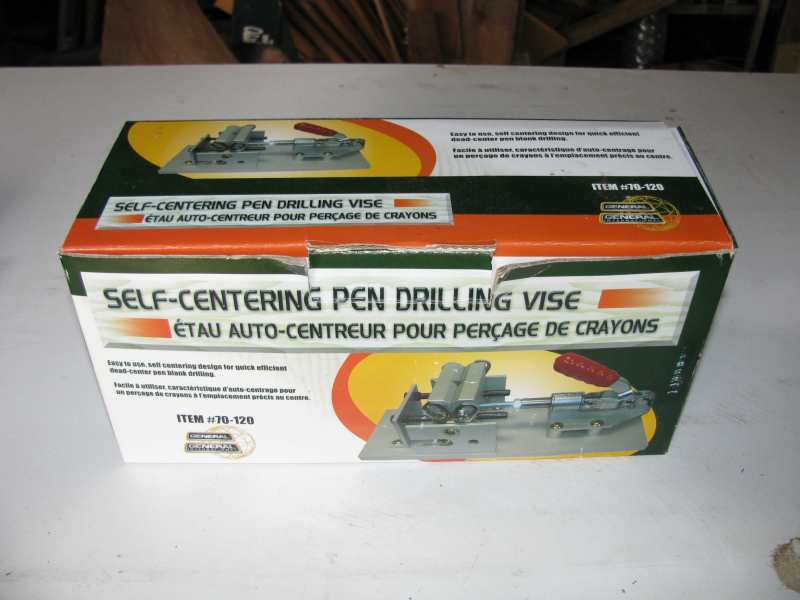 Easy to use, self centering design for quick efficient
dead-center pen blank drilling.
Facile à utiliser, caractéristique d'auto-centrage pour
un perçage de crayons à l'emplacement précis au centre.
ITEM #70-120
GENERAL
GENERAL
INTERNATIONAL
SELF-CENTERING PEN DRILLING VISE
ÉTAU AUTO-CENTREUR POUR PERÇAGE DE CRAYONS
SELF-CENTERING PEN DRILLING VISE
ÉTAU AUTO-CENTREUR POUR PERÇAGE DE CRAYONS
Easy to use, self centering design for quick efficient
dead-center pen blank drilling.
Facile à utiliser, caractéristique d'auto-centrage pour
un perçage de crayons à l'emplacement précis au centre.
ITEM #70-120
GENERAL